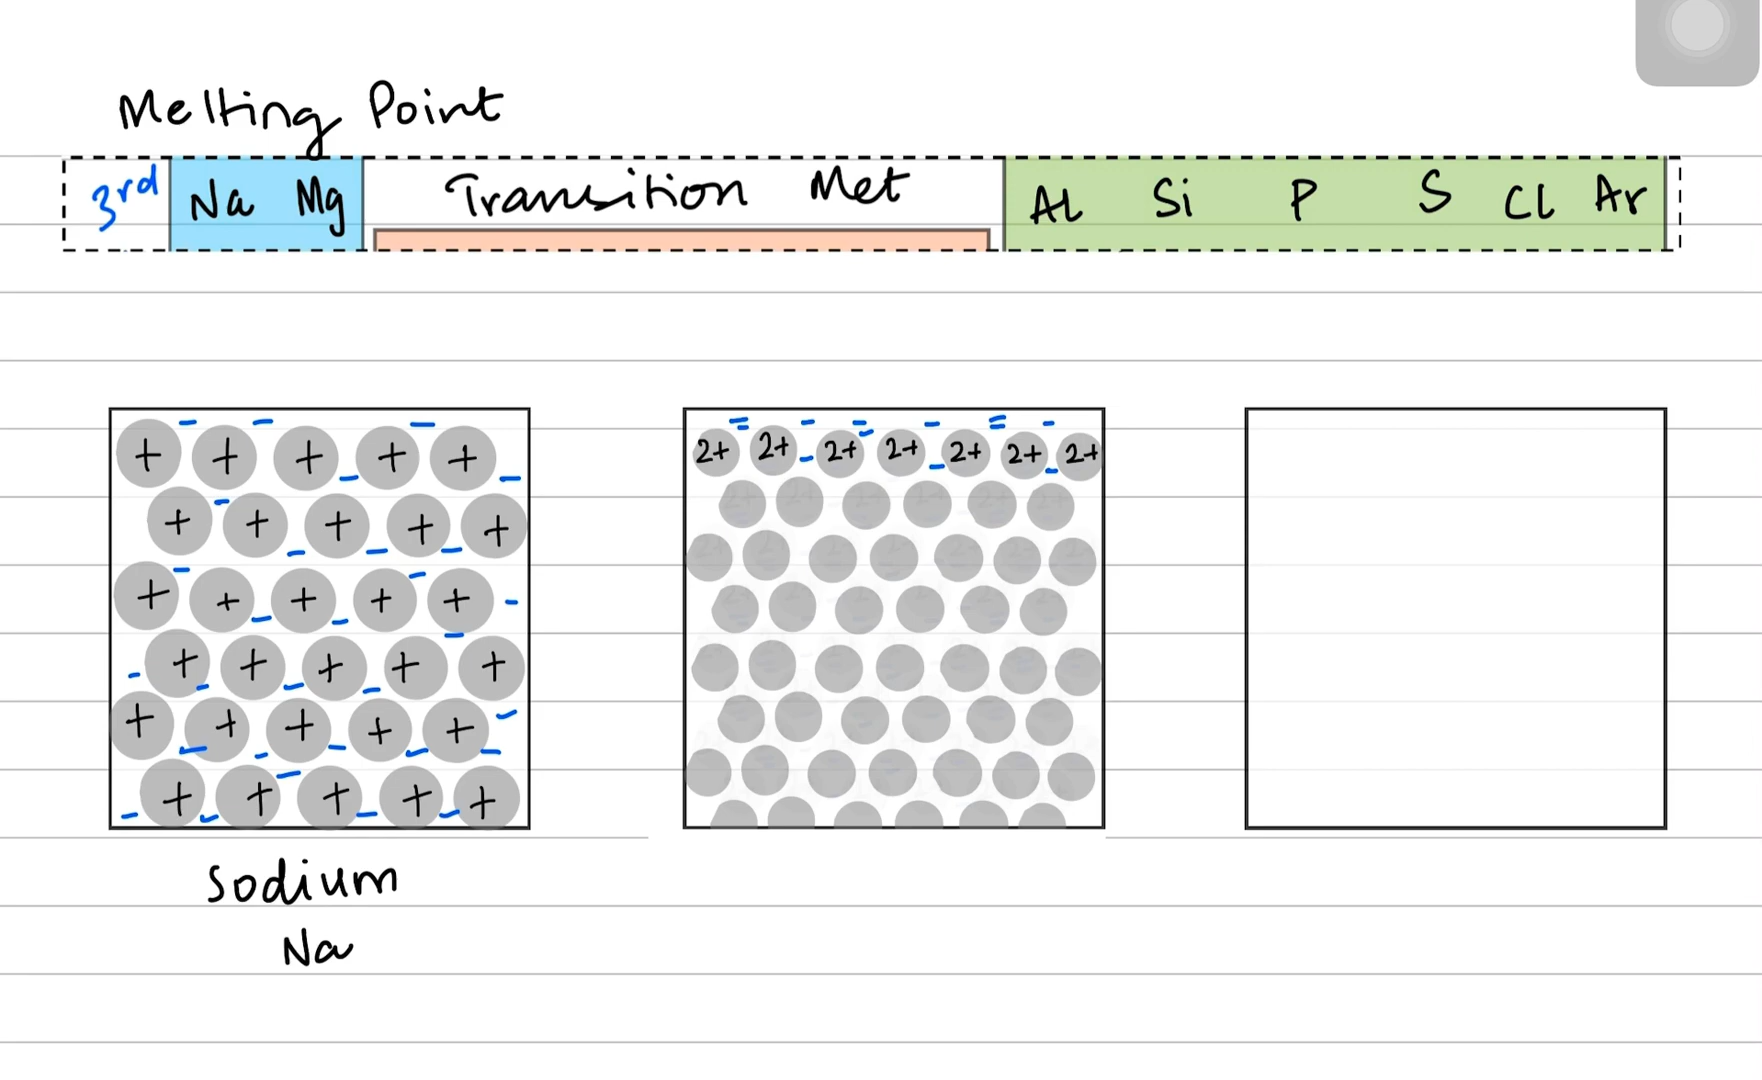 Melting Point
3rd Na Mg Transition Met Al Si P S Cl Ar
+ + + + +
+ + + + +
+ + + + +
+ + + + +
+ + + + +
+ + + + +
2+ 2+ 2+ 2+ 2+ 2+ 2+
Sodium
Na